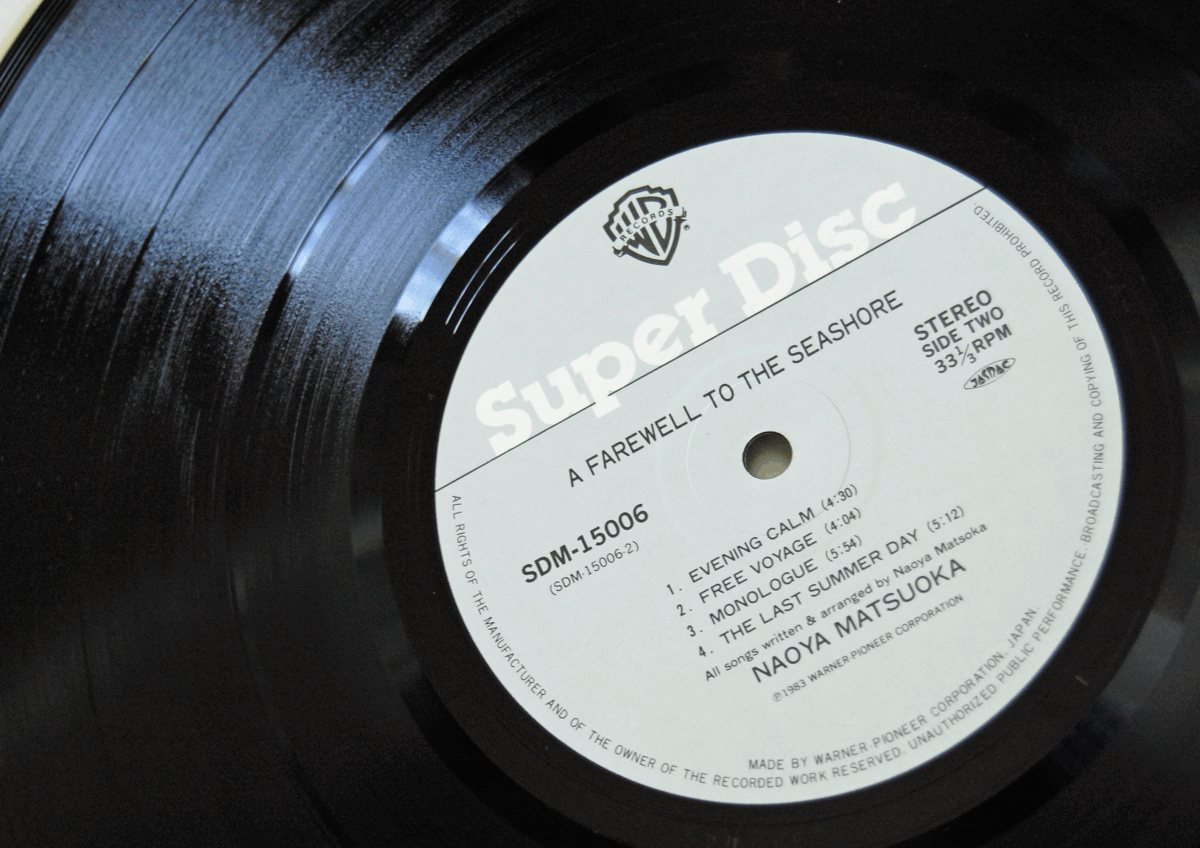 RECORDS
Super Disc
A FAREWELL TO THE SEASHORE
STEREO
SIDE TWO
33 1/3 RPM
JASRAC
SDM-15006
(SDM-15006-2)
1. EVENING CALM (4:30)
2. FREE VOYAGE (4:04)
3. MONOLOGUE (5:54)
4. THE LAST SUMMER DAY (5:12)
All songs written & arranged by Naoya Matsoka
NAOYA MATSUOKA
℗1983 WARNER-PIONEER CORPORATION
MADE BY WARNER-PIONEER CORPORATION, JAPAN.
ALL RIGHTS OF THE MANUFACTURER AND OF THE OWNER OF THE RECORDED WORK RESERVED. UNAUTHORIZED PUBLIC PERFORMANCE, BROADCASTING AND COPYING OF THIS RECORD PROHIBITED.